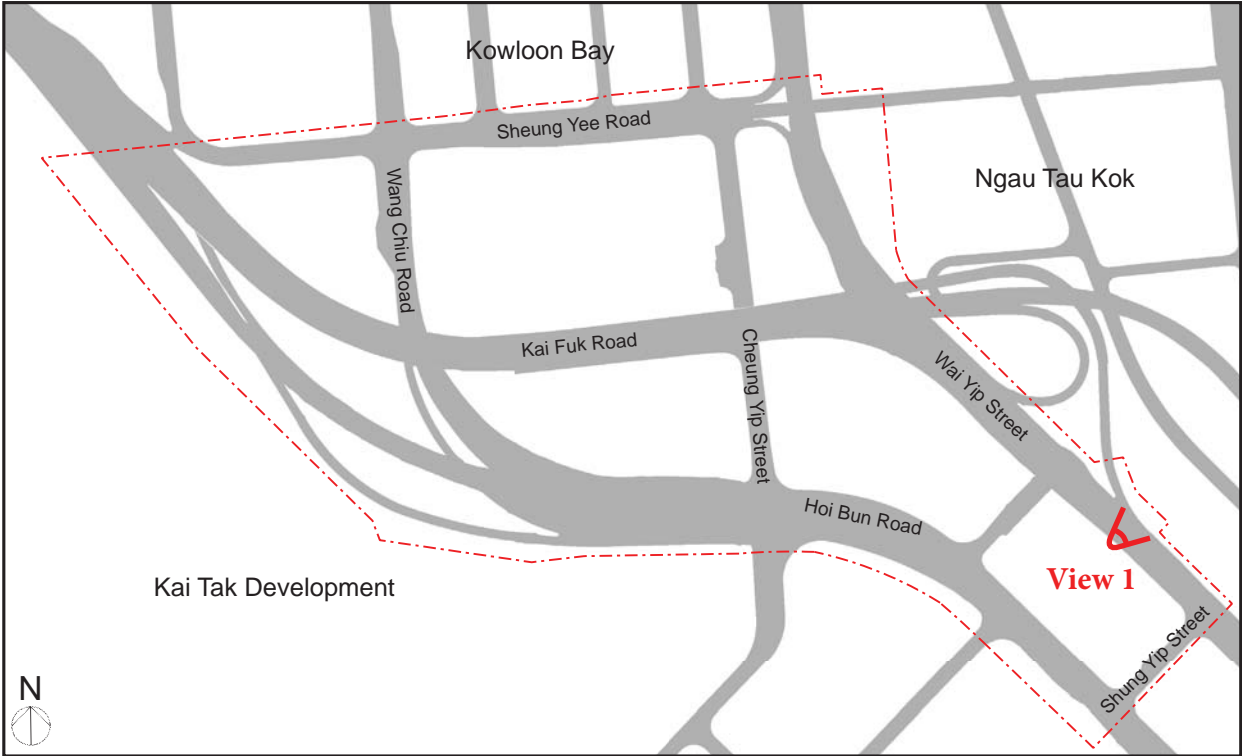 Kowloon Bay
Sheung Yee Road
Ngau Tau Kok
Wang Chiu Road
Kai Fuk Road
Cheung Yip Street
Wai Yip Street
Hoi Bun Road
View 1
Kai Tak Development
Shung Yip Street
N